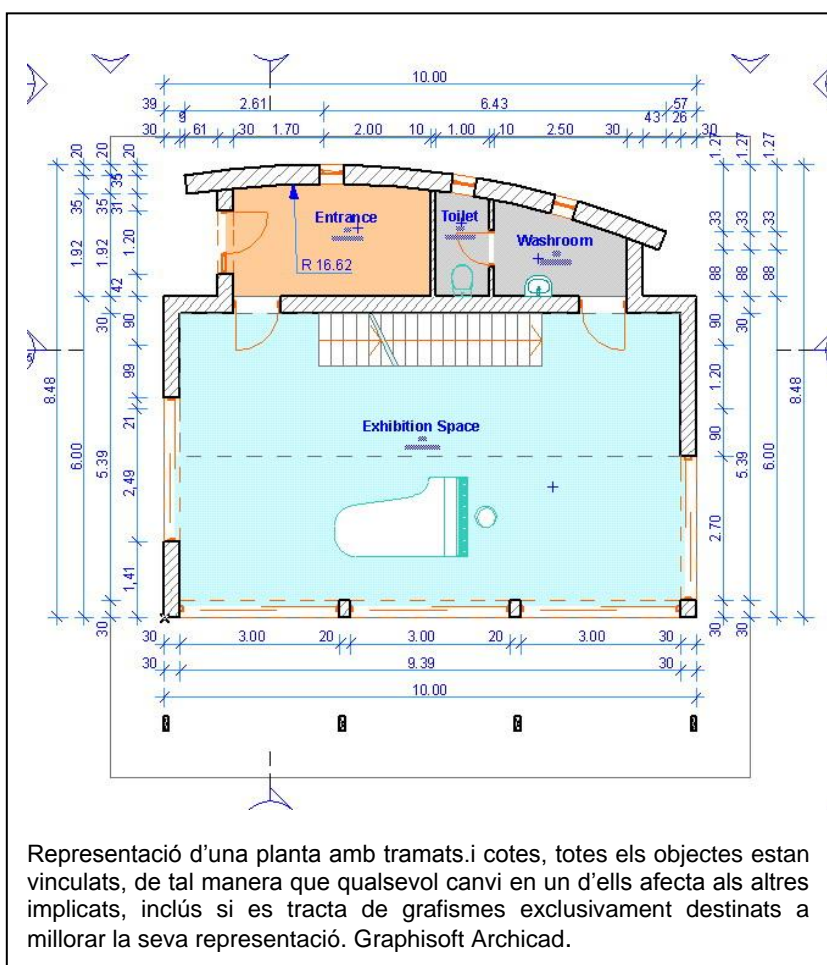 10.00
39 2.61 6.43 57
9 43 26
30 61 30 1.70 2.00 10 1.00 10 2.50 30 30
20 20 20 1.27 1.27 1.27
35 35 35 31
1.92 1.92 1.20 42
33 33 33
88 88 88
Entrance
Toilet
Washroom
R 16.62
30 90 90 30
99 1.20
8.48 6.00 5.39 21 90 5.39 6.00 8.48
Exhibition Space
2,49
2.70
1,41
30 30 30
30 3.00 20 3.00 20 3.00 30
30 9.39 30
10.00
Representació d’una planta amb tramats.i cotes, totes els objectes estan
vinculats, de tal manera que qualsevol canvi en un d’ells afecta als altres
implicats, inclús si es tracta de grafismes exclusivament destinats a
millorar la seva representació. Graphisoft Archicad.